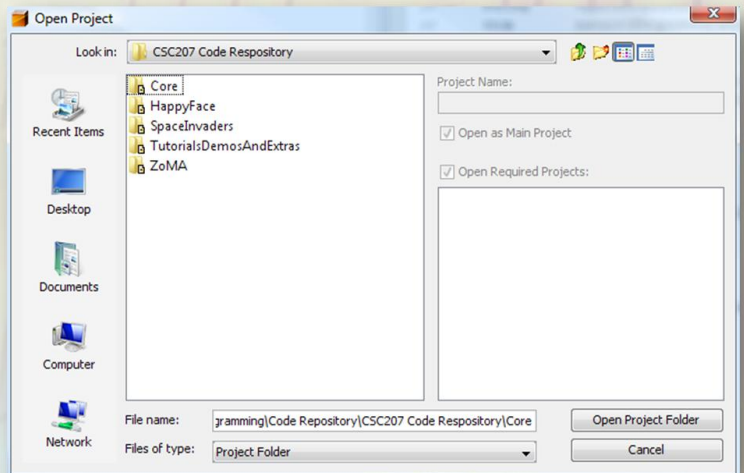 Open Project
Look in:
CSC207 Code Respository
Recent Items
Desktop
Documents
Computer
Network
Core
HappyFace
SpaceInvaders
TutorialsDemosAndExtras
ZoMA
Project Name:
Open as Main Project
Open Required Projects:
File name:
gramming\Code Repository\CSC207 Code Respository\Core
Open Project Folder
Files of type:
Project Folder
Cancel